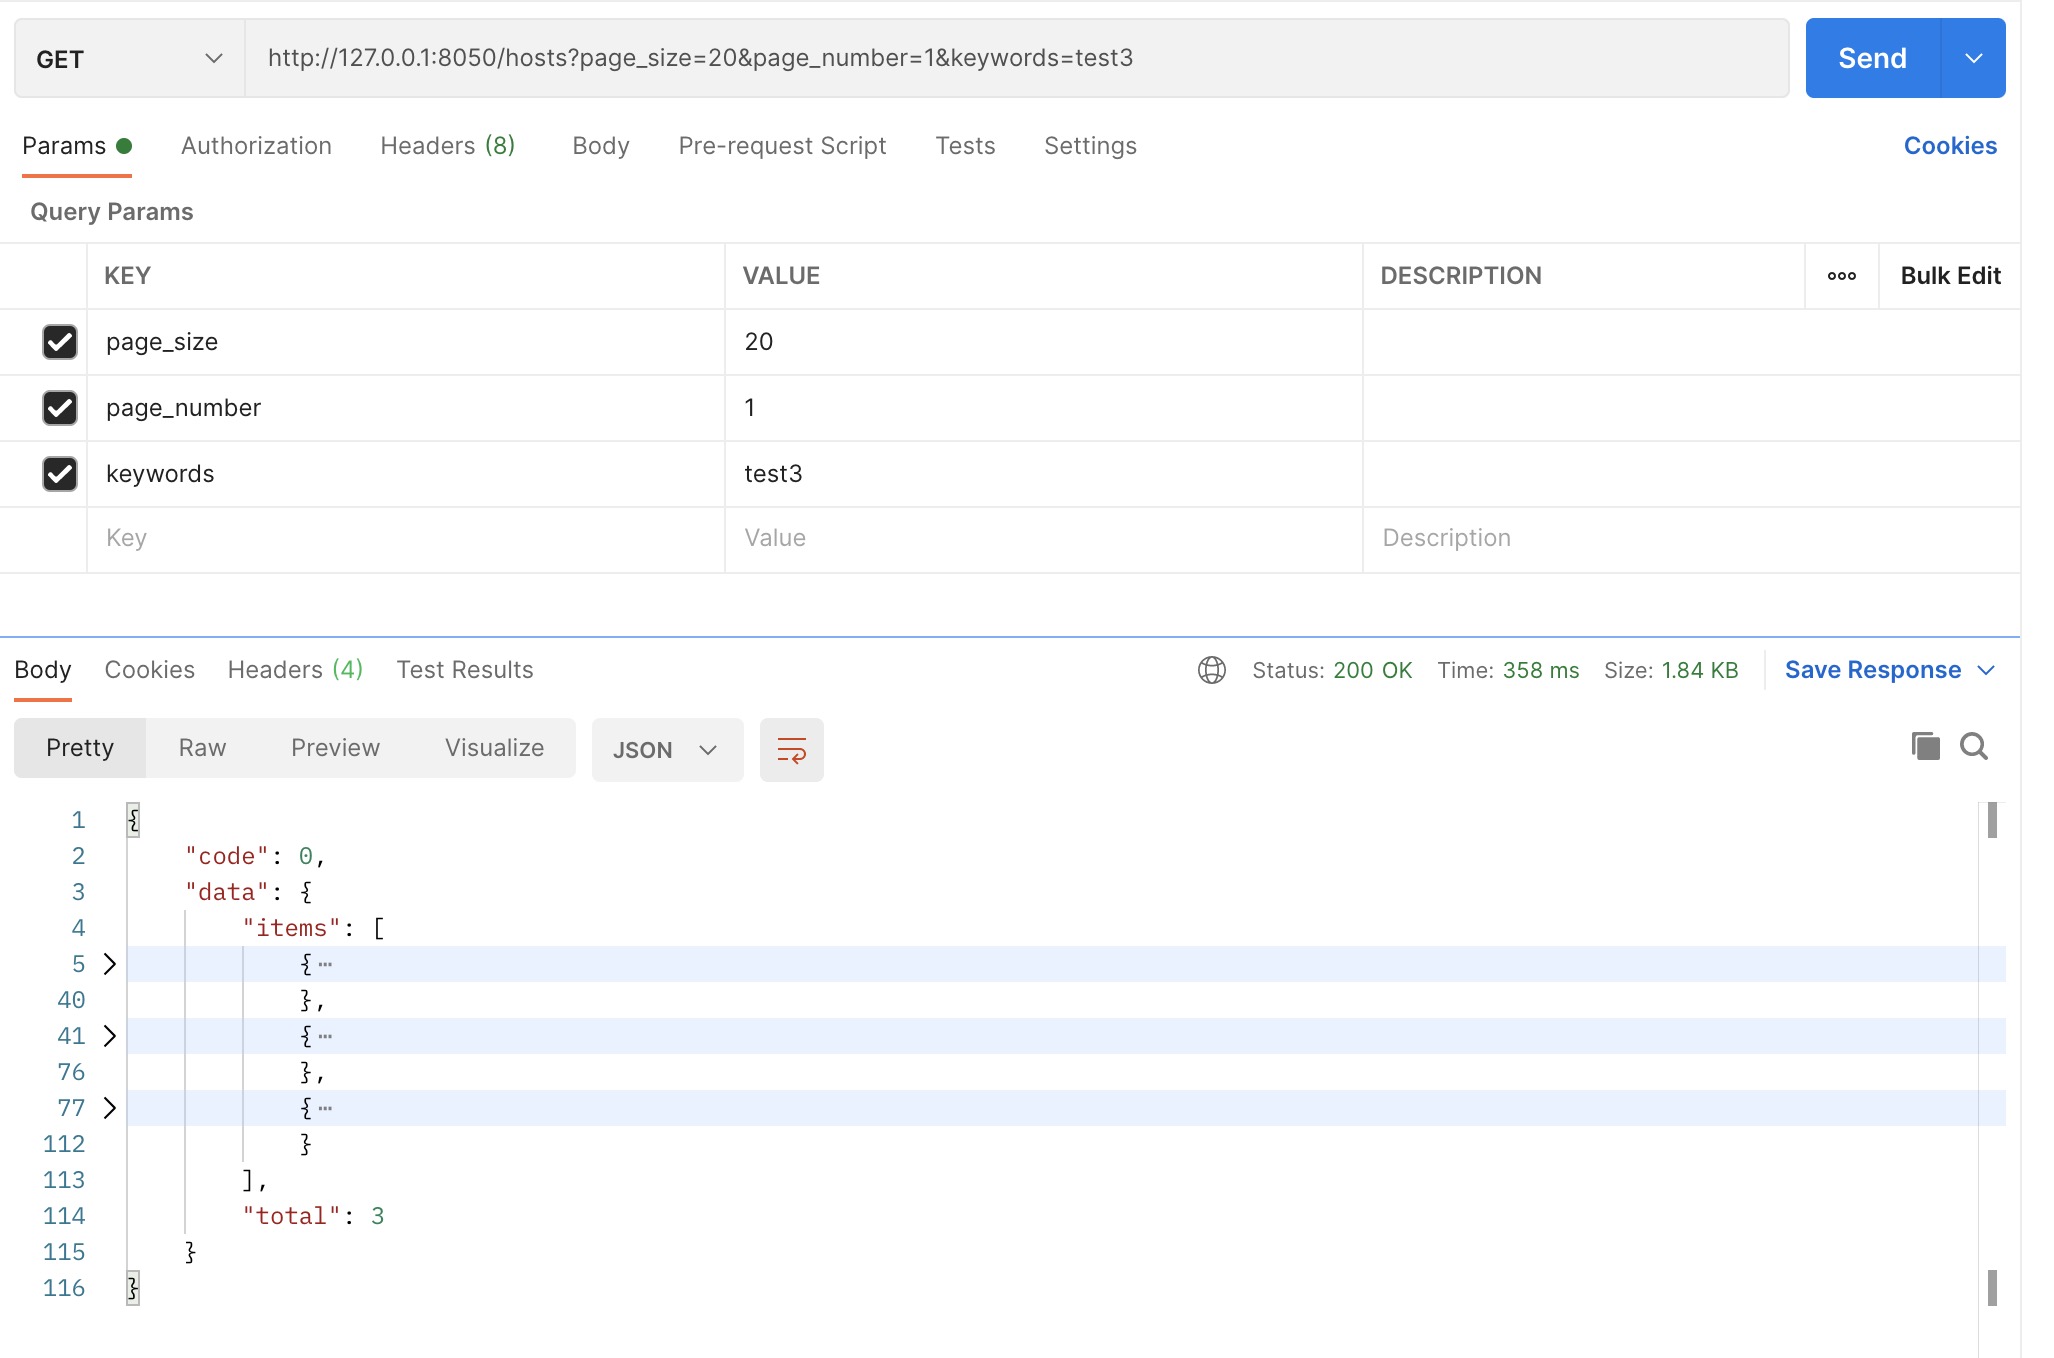 GET http://127.0.0.1:8050/hosts?page_size=20&page_number=1&keywords=test3 Send
Params Authorization Headers (8) Body Pre-request Script Tests Settings Cookies
Query Params
KEY VALUE DESCRIPTION ooo Bulk Edit
page_size 20
page_number 1
keywords test3
Key Value Description
Body Cookies Headers (4) Test Results Status: 200 OK Time: 358 ms Size: 1.84 KB Save Response
Pretty Raw Preview Visualize JSON
1 {
2 "code": 0,
3 "data": {
4 "items": [
5 {⋯
40 },
41 {⋯
76 },
77 {⋯
112 }
113 ],
114 "total": 3
115 }
116 }